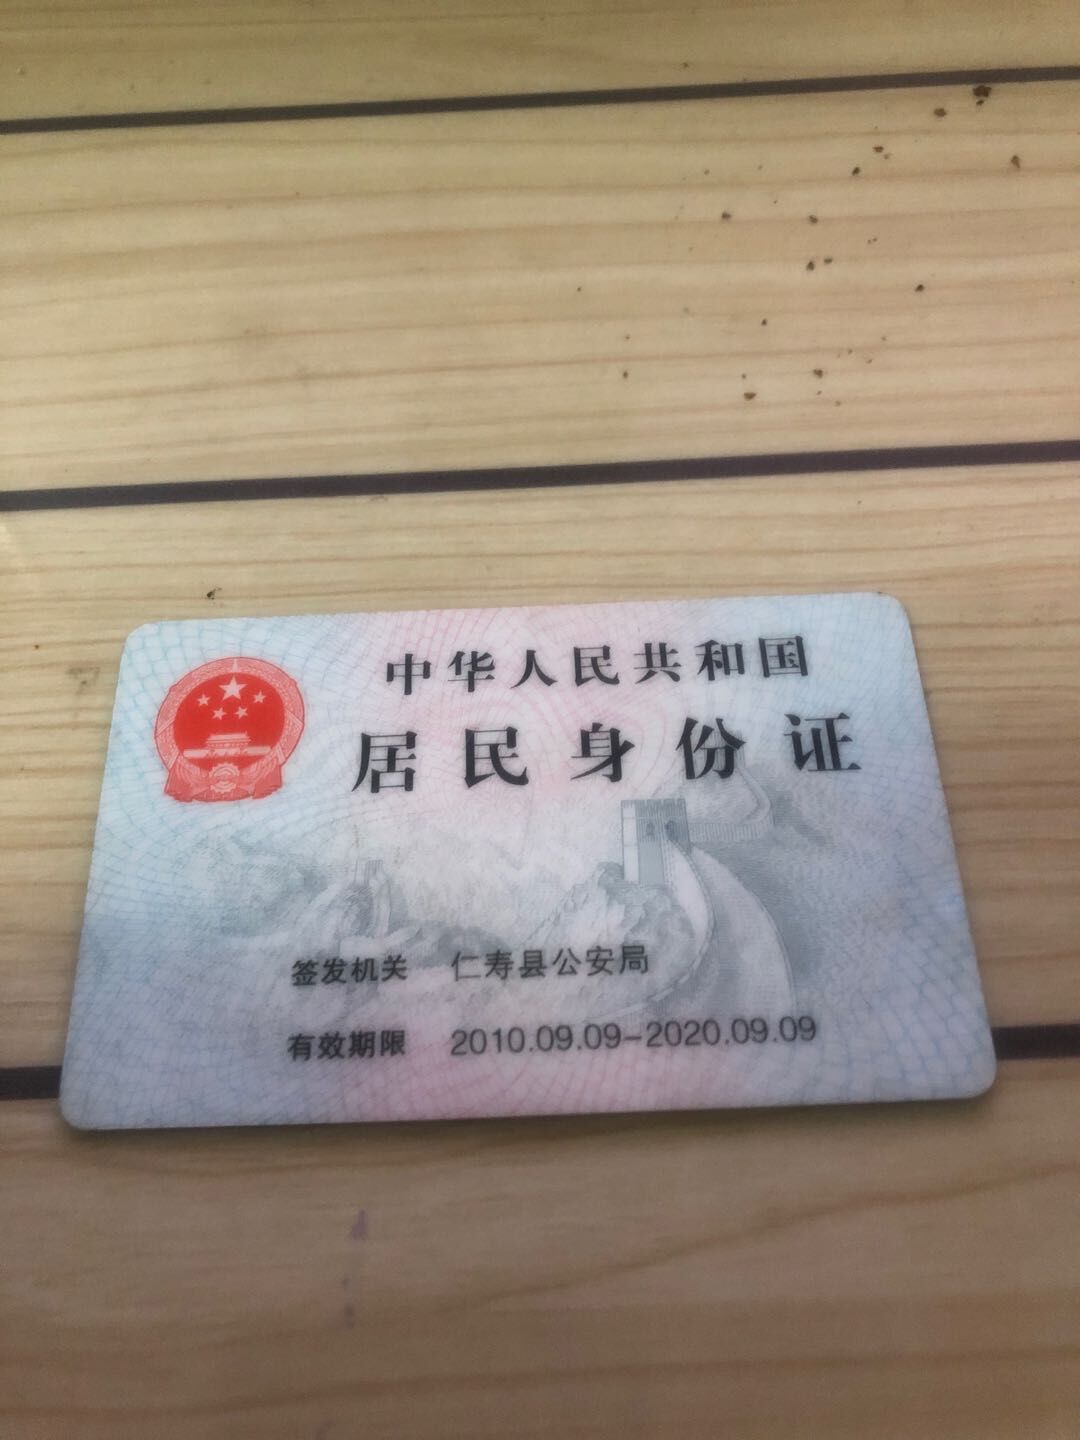 中华人民共和国
居民身份证
签发机关 仁寿县公安局
有效期限 2010.09.09-2020.09.09